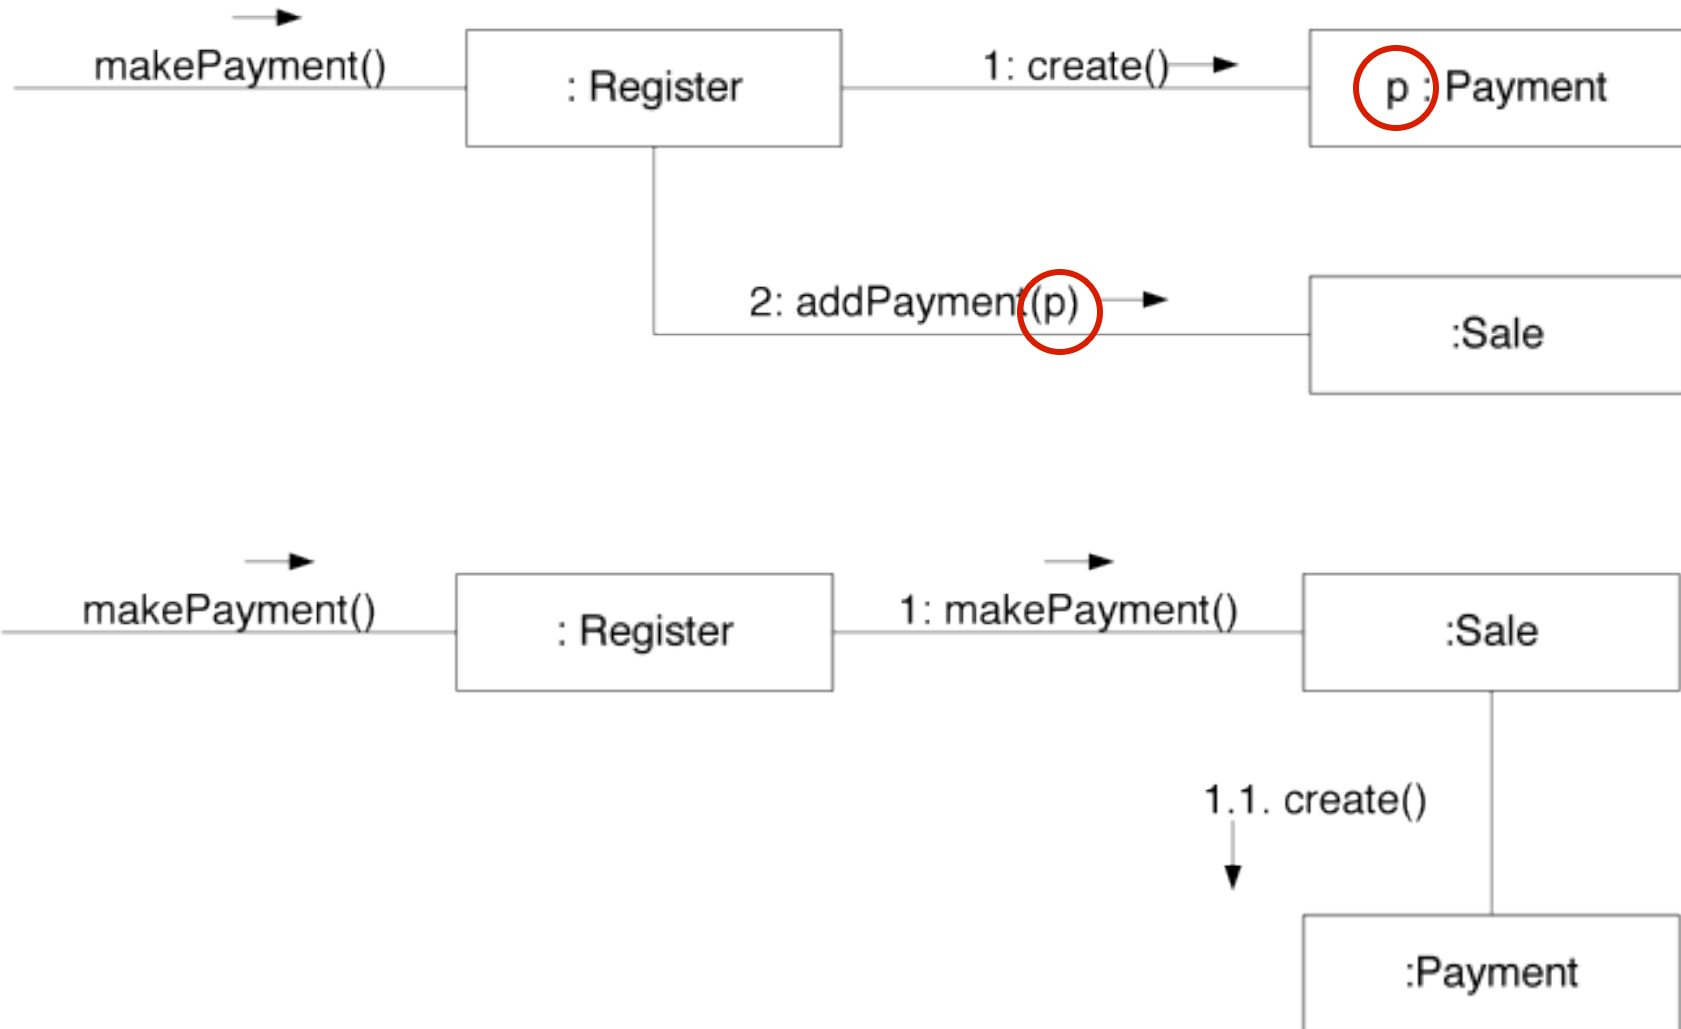 makePayment()
: Register
1: create()
p : Payment
2: addPayment(p)
:Sale
makePayment()
: Register
1: makePayment()
:Sale
1.1. create()
:Payment